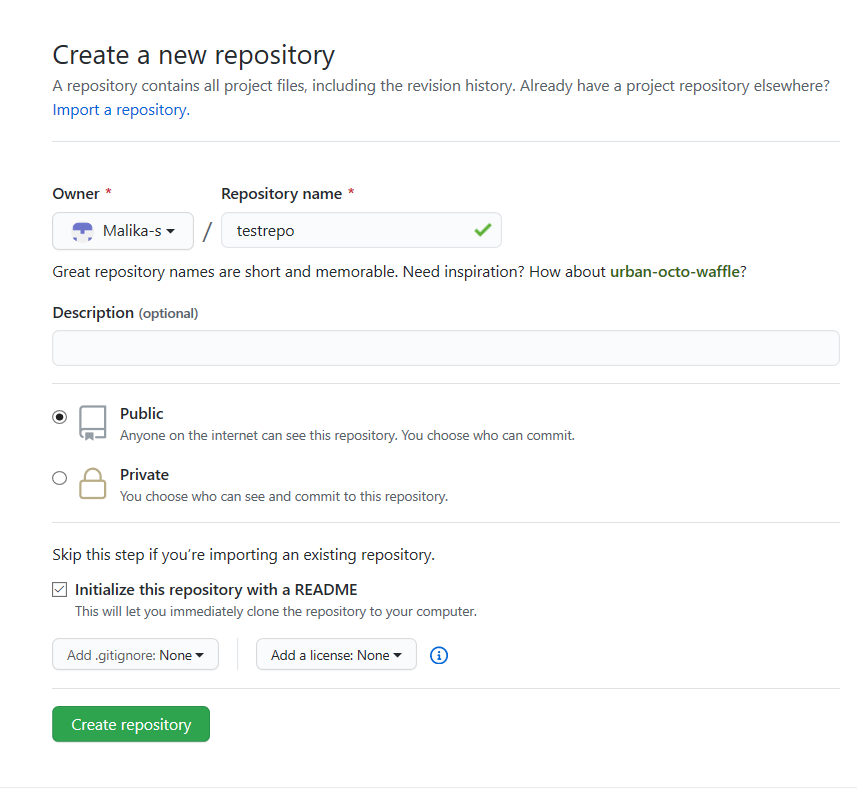 Create a new repository
A repository contains all project files, including the revision history. Already have a project repository elsewhere?
Import a repository.
Owner * Repository name *
Malika-s / testrepo
Great repository names are short and memorable. Need inspiration? How about urban-octo-waffle?
Description (optional)
Public
Anyone on the internet can see this repository. You choose who can commit.
Private
You choose who can see and commit to this repository.
Skip this step if you're importing an existing repository.
Initialize this repository with a README
This will let you immediately clone the repository to your computer.
Add .gitignore: None Add a license: None
Create repository